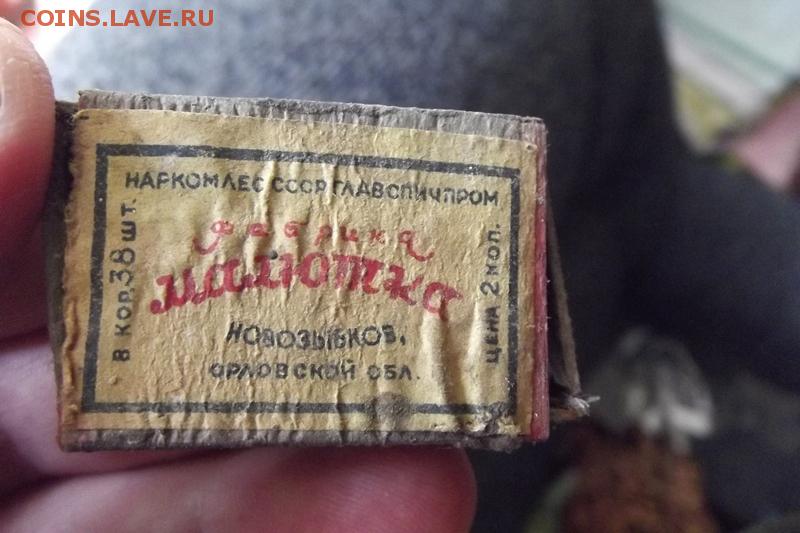 COINS.LAVE.RU
НАРКОМЛЕС СССР ГЛАВСПИЧПРОМ
В КОР. 38 ШТ.
фабрика
малютка
НОВОЗЫБКОВ,
ОРЛОВСКОЙ ОБЛ.
ЦЕНА 2 КОП.